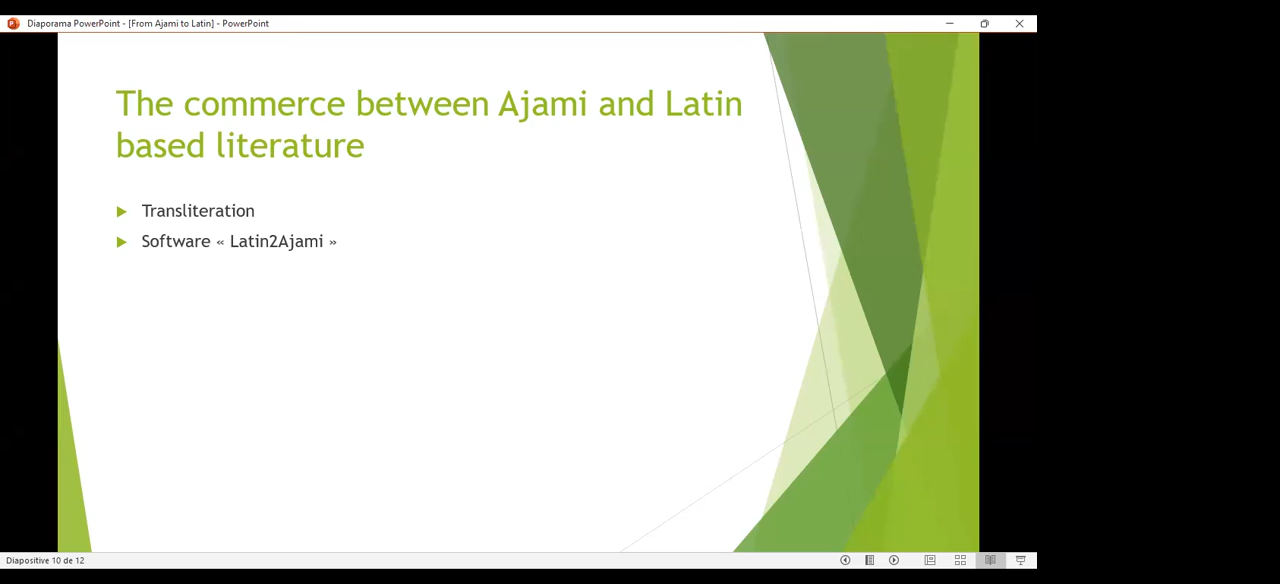 Diaporama PowerPoint - [From Ajami to Latin] - PowerPoint
The commerce between Ajami and Latin
based literature
Transliteration
Software « Latin2Ajami »
Diapositive 10 de 12